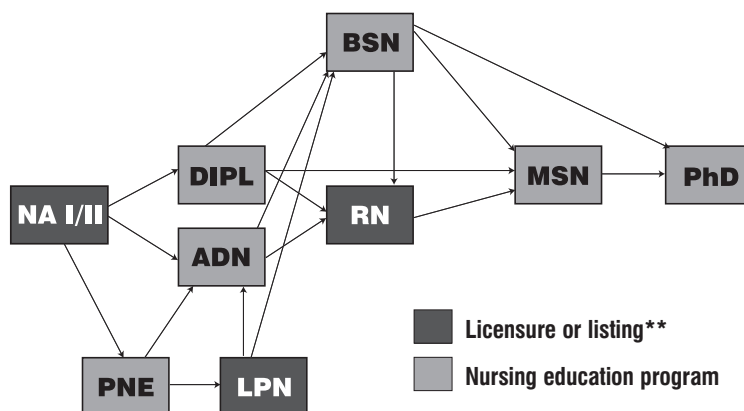 BSN
DIPL
MSN
PhD
NA I/II
RN
ADN
PNE
LPN
Licensure or listing**
Nursing education program